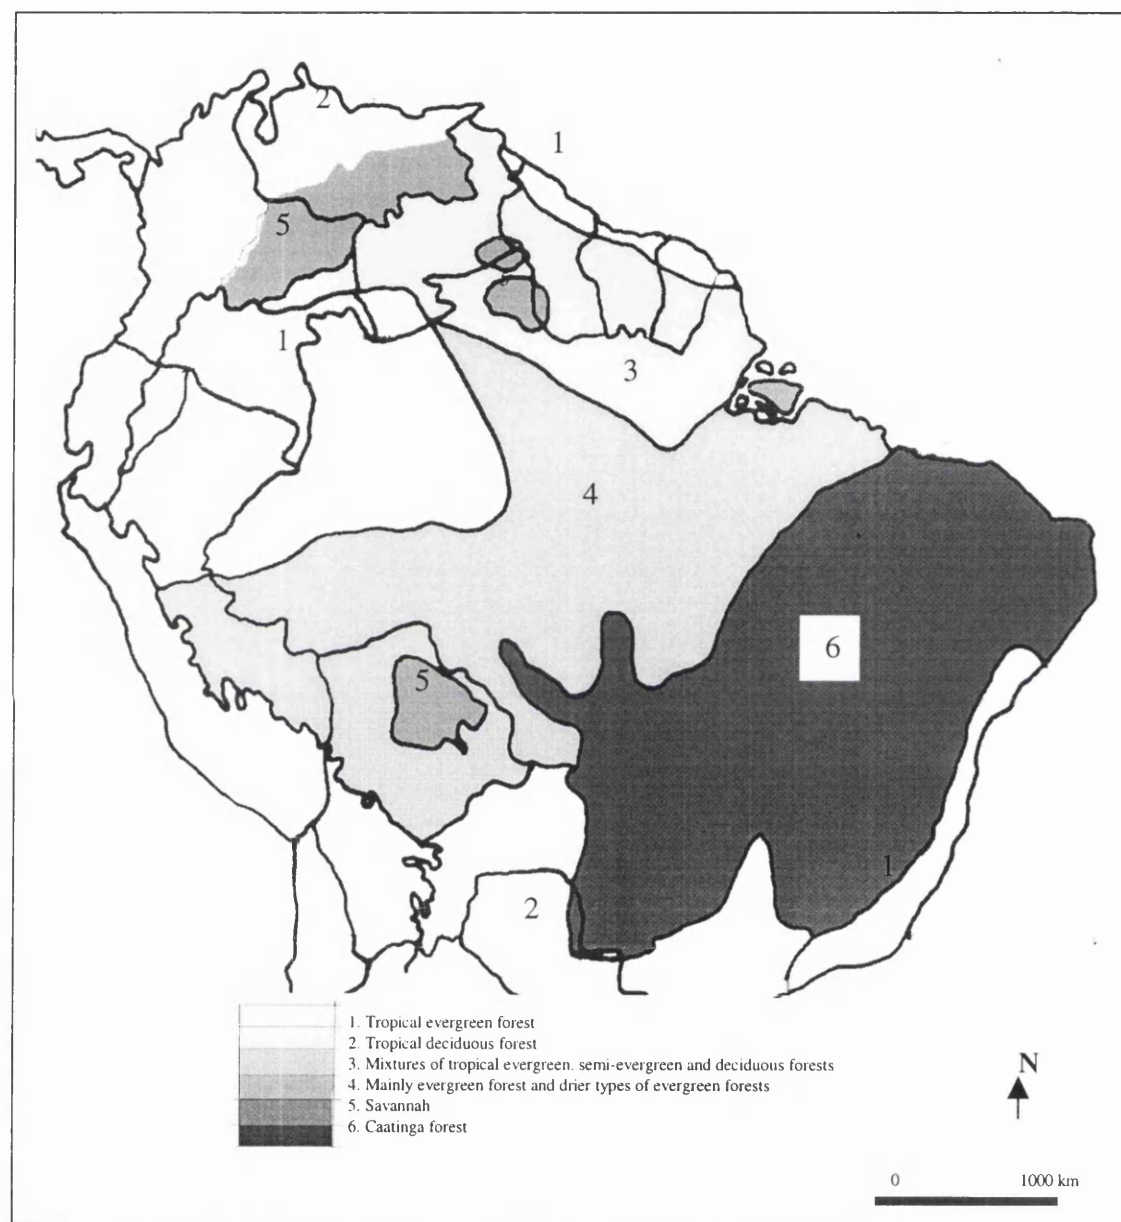 2
1
5
1
3
4
6
5
1
2
1. Tropical evergreen forest
2. Tropical deciduous forest
3. Mixtures of tropical evergreen, semi-evergreen and deciduous forests
4. Mainly evergreen forest and drier types of evergreen forests
5. Savannah
6. Caatinga forest
N
0 1000 km